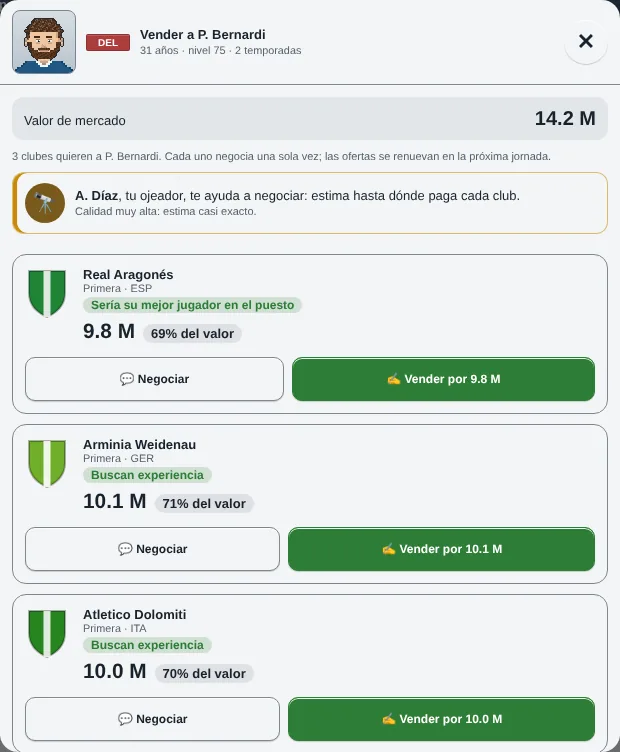 DEL
Vender a P. Bernardi
31 años · nivel 75 · 2 temporadas
Valor de mercado
14.2 M
3 clubes quieren a P. Bernardi. Cada uno negocia una sola vez; las ofertas se renuevan en la próxima jornada.
A. Díaz, tu ojeador, te ayuda a negociar: estima hasta dónde paga cada club.
Calidad muy alta: estima casi exacto.
Real Aragonés
Primera · ESP
Sería su mejor jugador en el puesto
9.8 M 69% del valor
Negociar
Vender por 9.8 M
Arminia Weidenau
Primera · GER
Buscan experiencia
10.1 M 71% del valor
Negociar
Vender por 10.1 M
Atletico Dolomiti
Primera · ITA
Buscan experiencia
10.0 M 70% del valor
Negociar
Vender por 10.0 M